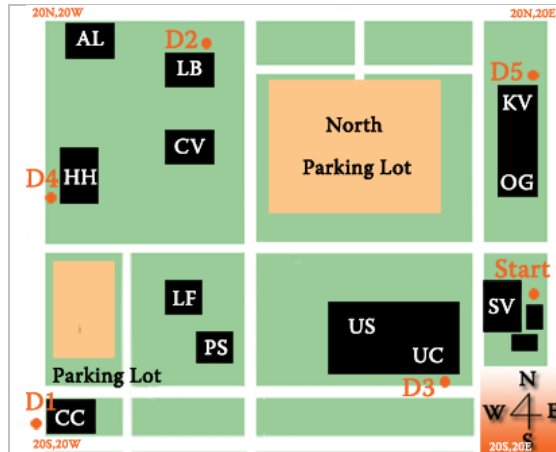 20N,20W
20N,20E
AL
D2
LB
D5
KV
North
Parking Lot
CV
D4
HH
OG
Start
LF
SV
US
PS
UC
Parking Lot
D3
D1
CC
N
W
E
S
20S,20W
20S,20E